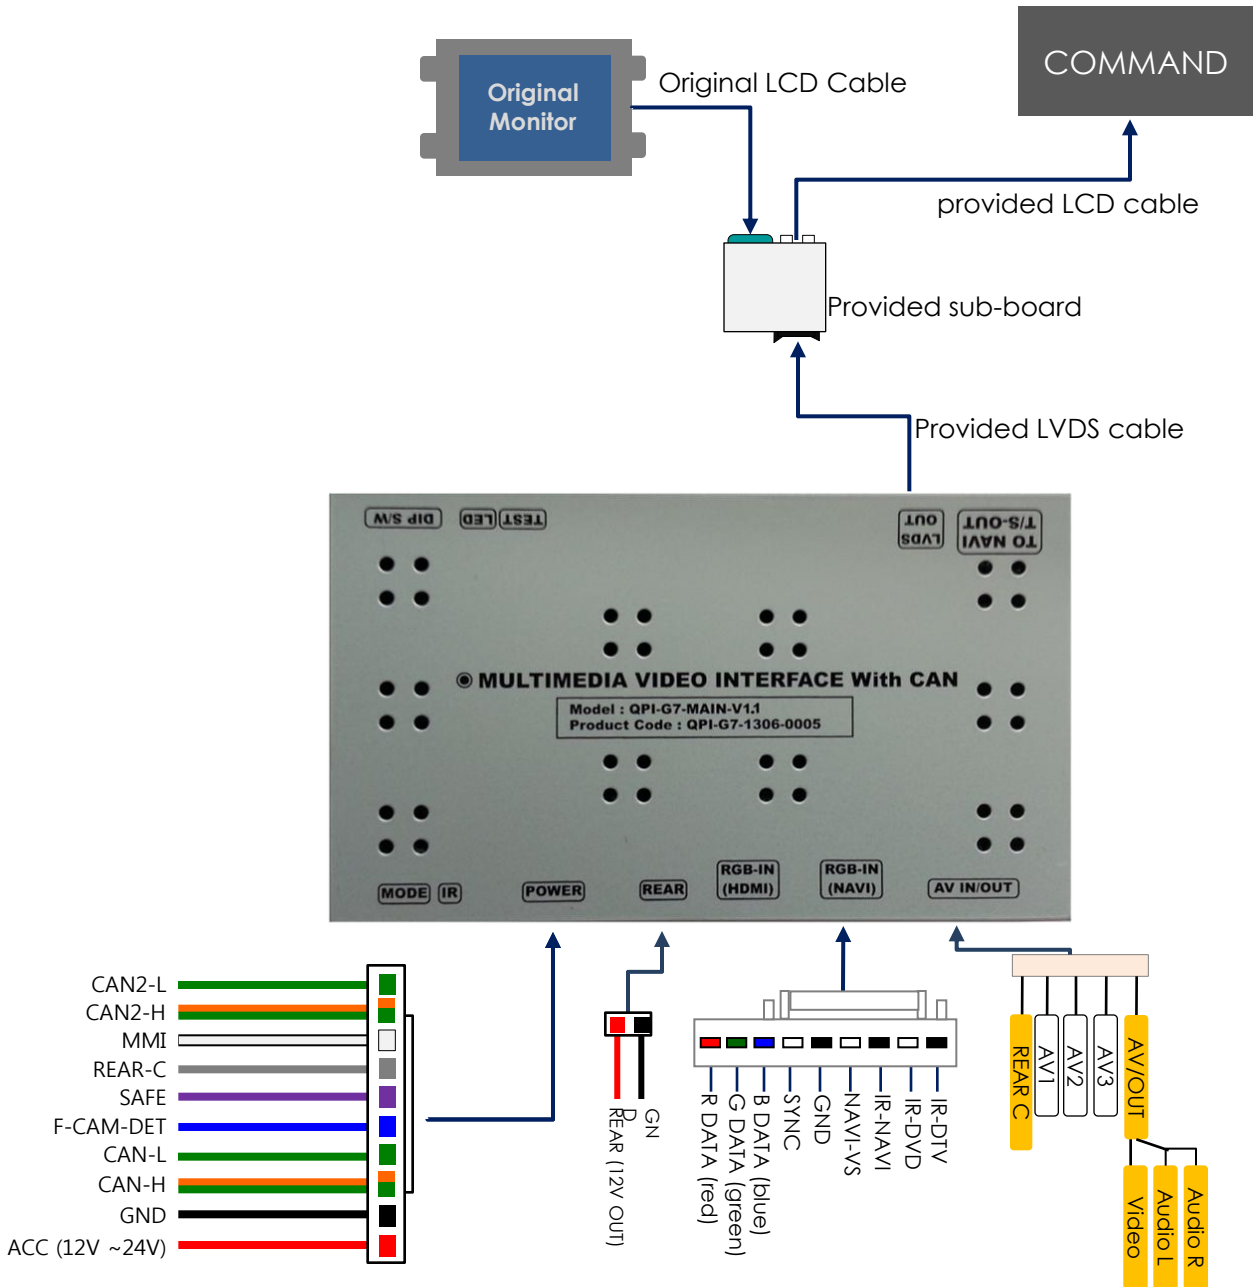 Original
Monitor
Original LCD Cable
COMMAND
provided LCD cable
Provided sub-board
Provided LVDS cable
DIP S/W
LED
TEST
LVDS
OUT
TO NAVI
T/S-OUT
MULTIMEDIA VIDEO INTERFACE With CAN
Model : QPI-G7-MAIN-V1.1
Product Code : QPI-G7-1306-0005
MODE
IR
POWER
REAR
RGB-IN
(HDMI)
RGB-IN
(NAVI)
AV IN/OUT
CAN2-L
CAN2-H
MMI
REAR-C
SAFE
F-CAM-DET
CAN-L
CAN-H
GND
ACC (12V ~24V)
REAR (12V OUT)
GN
D
R DATA (red)
G DATA (green)
B DATA (blue)
SYNC
GND
NAVI-VS
IR-NAVI
IR-DVD
IR-DTV
REAR C
AV1
AV2
AV3
AV/OUT
Video
Audio L
Audio R